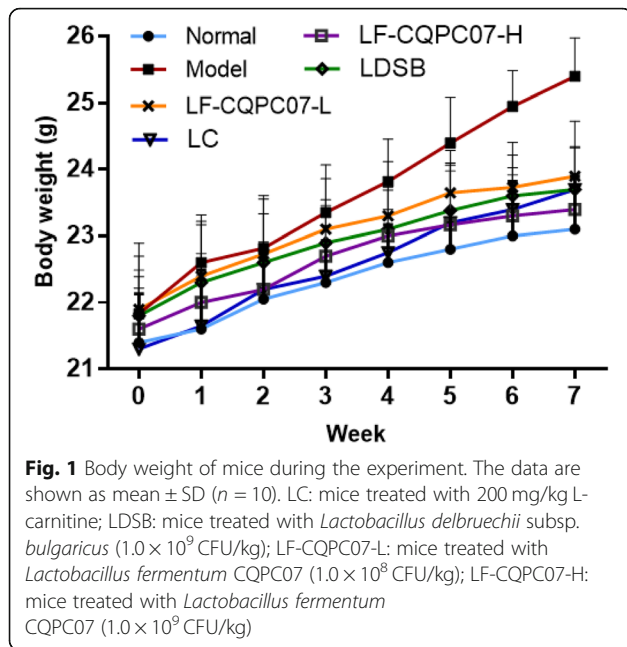 26
25
24
23
22
21
Body weight (g)
Normal
Model
LF-CQPC07-L
LC
LF-CQPC07-H
LDSB
0 1 2 3 4 5 6 7
Week
Fig. 1 Body weight of mice during the experiment. The data are
shown as mean ± SD (n = 10). LC: mice treated with 200 mg/kg L-
carnitine; LDSB: mice treated with Lactobacillus delbruechii subsp.
bulgaricus (1.0 × 10⁹ CFU/kg); LF-CQPC07-L: mice treated with
Lactobacillus fermentum CQPC07 (1.0 × 10⁸ CFU/kg); LF-CQPC07-H:
mice treated with Lactobacillus fermentum
CQPC07 (1.0 × 10⁹ CFU/kg)